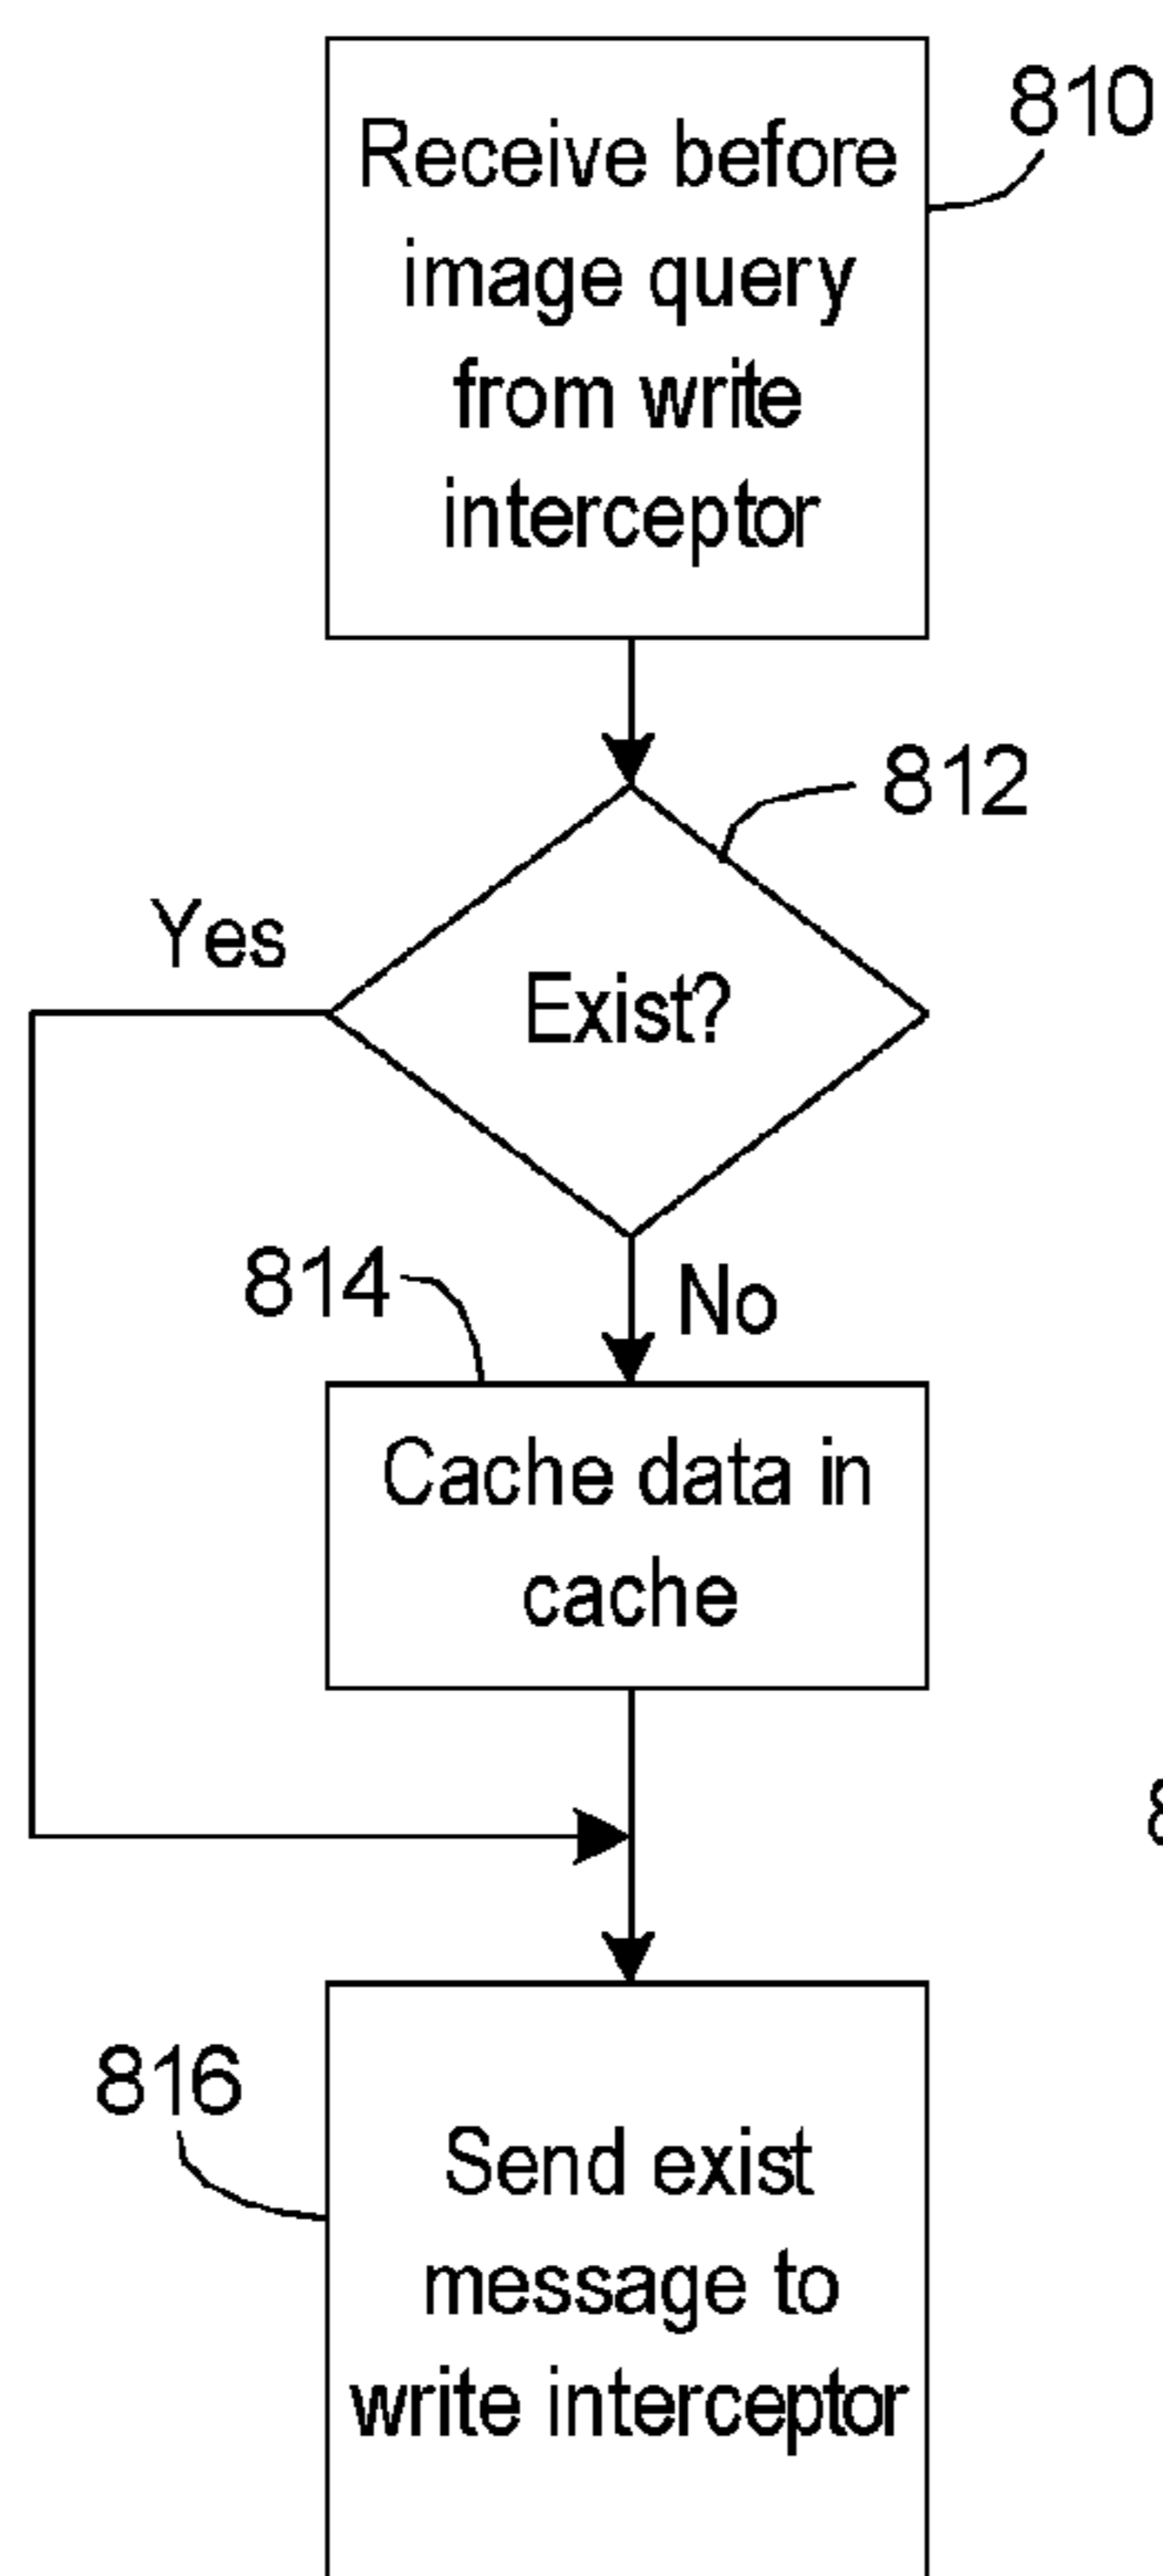 810
Receive before
image query
from write
interceptor
812
Yes
Exist?
814
No
Cache data in
cache
816
Send exist
message to
write interceptor